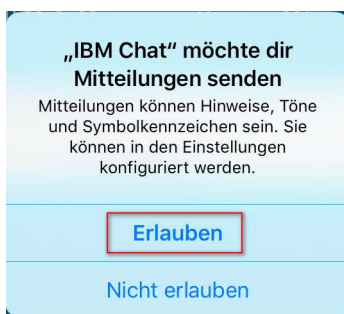 „IBM Chat“ möchte dir
Mitteilungen senden
Mitteilungen können Hinweise, Töne
und Symbolkennzeichen sein. Sie
können in den Einstellungen
konfiguriert werden.
Erlauben
Nicht erlauben